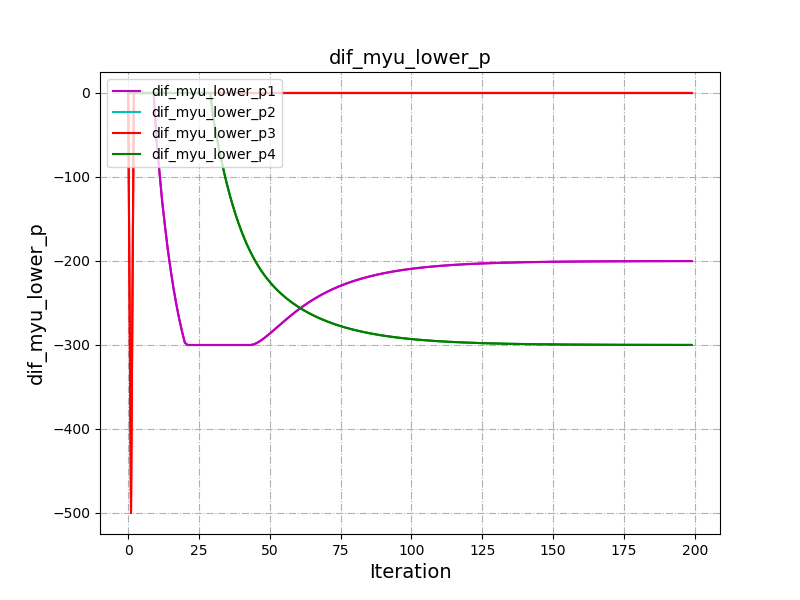 dif_myu_lower_p
dif_myu_lower_p
0
−100
−200
−300
−400
−500
dif_myu_lower_p1
dif_myu_lower_p2
dif_myu_lower_p3
dif_myu_lower_p4
0 25 50 75 100 125 150 175 200
Iteration